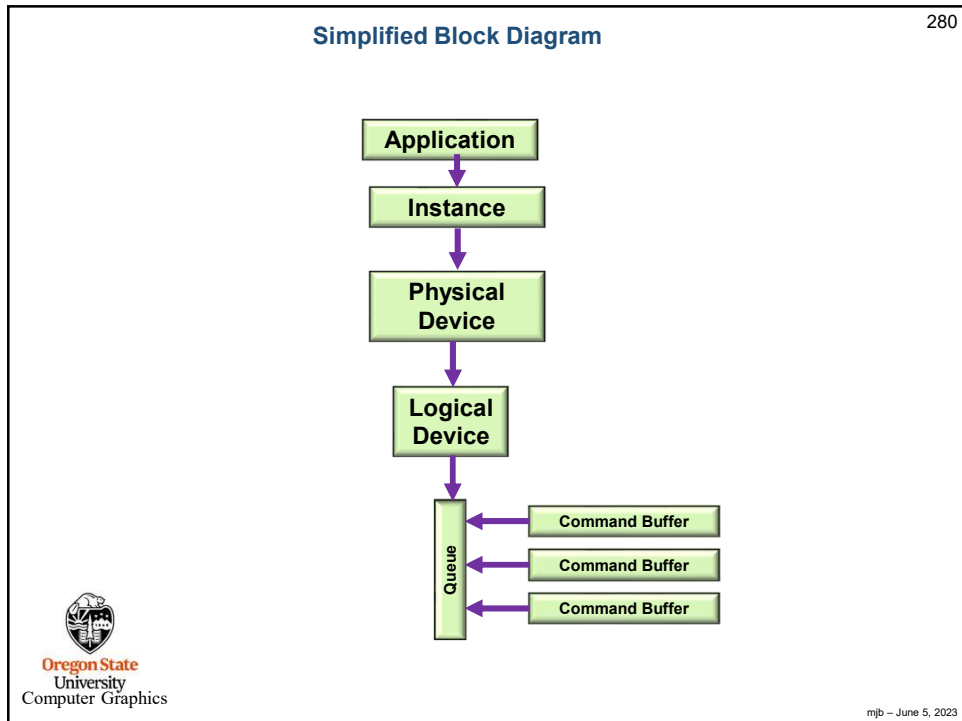 280
Simplified Block Diagram
Application
Instance
Physical
Device
Logical
Device
Queue
Command Buffer
Command Buffer
Command Buffer
Oregon State
University
Computer Graphics
mjb – June 5, 2023